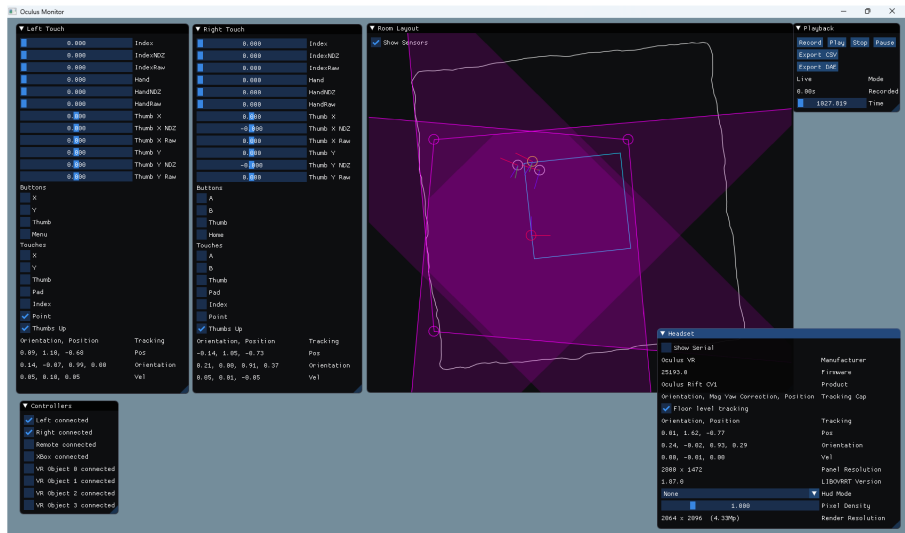 Oculus Monitor
▼ Left Touch
0.000 Index
0.000 IndexNDZ
0.000 IndexRaw
0.000 Hand
0.000 HandNDZ
0.000 HandRaw
0.000 Thumb X
0.000 Thumb X NDZ
0.000 Thumb X Raw
0.000 Thumb Y
0.000 Thumb Y NDZ
0.000 Thumb Y Raw
Buttons
X
Y
Thumb
Menu
Touches
X
Y
Thumb
Pad
Index
Point
Thumbs Up
Orientation, Position Tracking
0.09, 1.10, -0.68 Pos
0.14, -0.07, 0.99, 0.00 Orientation
0.05, 0.10, 0.05 Vel
▼ Right Touch
0.000 Index
0.000 IndexNDZ
0.000 IndexRaw
0.000 Hand
0.000 HandNDZ
0.000 HandRaw
0.000 Thumb X
-0.000 Thumb X NDZ
0.000 Thumb X Raw
0.000 Thumb Y
-0.000 Thumb Y NDZ
0.000 Thumb Y Raw
Buttons
A
B
Thumb
Home
Touches
A
B
Thumb
Pad
Index
Point
Thumbs Up
Orientation, Position Tracking
-0.14, 1.05, -0.73 Pos
0.21, 0.00, 0.91, 0.37 Orientation
0.05, 0.01, -0.05 Vel
▼ Room Layout
Show Sensors
▼ Playback
Record Play Stop Pause
Export CSV
Export DAE
Live Mode
0.00s Recorded
1027.019 Time
▼ Controllers
Left connected
Right connected
Remote connected
XBox connected
VR Object 0 connected
VR Object 1 connected
VR Object 2 connected
VR Object 3 connected
▼ Headset
Show Serial
Oculus VR Manufacturer
25193.0 Firmware
Oculus Rift CV1 Product
Orientation, Mag Yaw Correction, Position Tracking Cap
Floor level tracking
Orientation, Position Tracking
0.01, 1.62, -0.77 Pos
0.24, -0.02, 0.93, 0.29 Orientation
0.00, -0.01, 0.00 Vel
2800 x 1472 Panel Resolution
1.87.0 LIBOVRRT Version
None ▼ Hud Mode
1.000 Pixel Density
2064 x 2096 (4.33Mp) Render Resolution